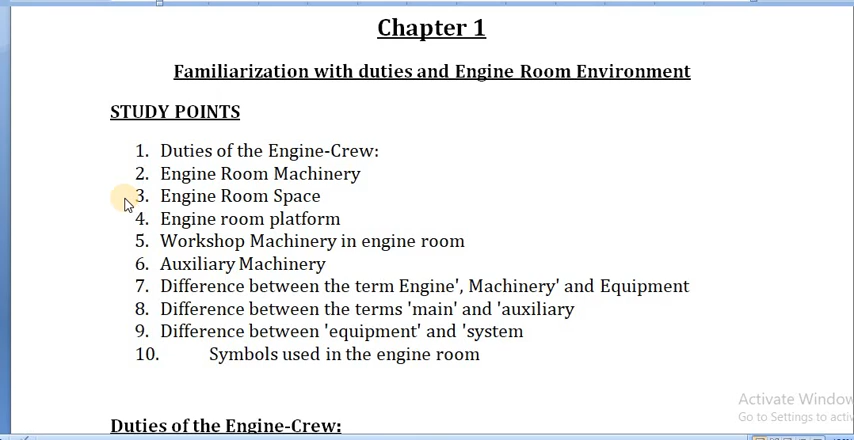 Chapter 1
Familiarization with duties and Engine Room Environment
STUDY POINTS
1. Duties of the Engine-Crew:
2. Engine Room Machinery
3. Engine Room Space
4. Engine room platform
5. Workshop Machinery in engine room
6. Auxiliary Machinery
7. Difference between the term Engine', Machinery' and Equipment
8. Difference between the terms 'main' and 'auxiliary
9. Difference between 'equipment' and 'system
10. Symbols used in the engine room
Activate Window
Go to Settings to activ
Duties of the Engine-Crew: